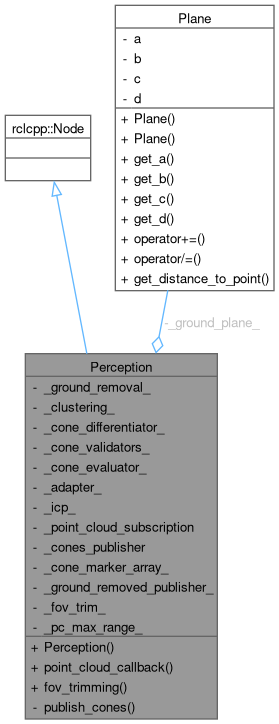 Plane
- a
- b
- c
- d
+ Plane()
+ Plane()
+ get_a()
+ get_b()
+ get_c()
+ get_d()
+ operator+=()
+ operator/=()
+ get_distance_to_point()
rclcpp::Node
-_ground_plane_
Perception
- _ground_removal_
- _clustering_
- _cone_differentiator_
- _cone_validators_
- _cone_evaluator_
- _adapter_
- _icp_
- _point_cloud_subscription
- _cones_publisher
- _cone_marker_array_
- _ground_removed_publisher_
- _fov_trim_
- _pc_max_range_
+ Perception()
+ point_cloud_callback()
+ fov_trimming()
- publish_cones()